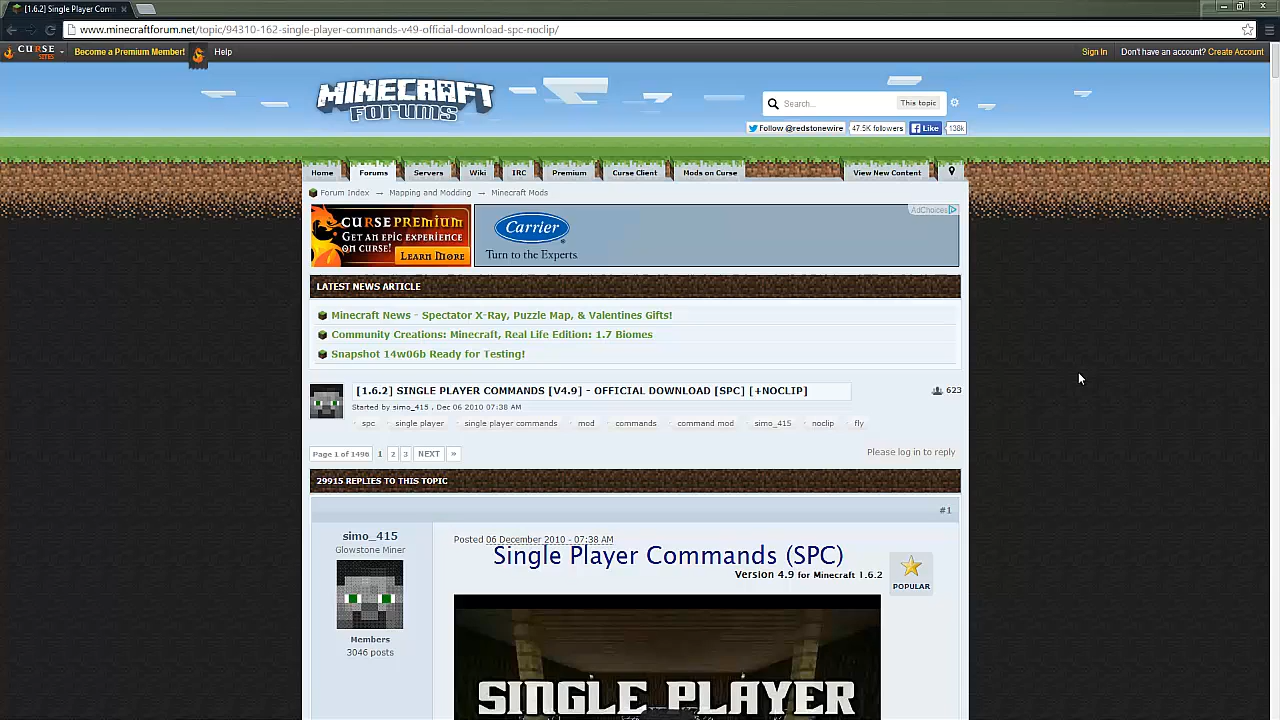 [1.6.2] Single Player Comm
www.minecraftforum.net/topic/94310-162-single-player-commands-v49-official-download-spc-noclip/
CURSE SITES Become a Premium Member! Help Sign In Don't have an account? Create Account
MINECRAFT FORUMS
Search... This topic
Follow @redstonewire 47.5K followers Like 138k
Home Forums Servers Wiki IRC Premium Curse Client Mods on Curse View New Content
Forum Index → Mapping and Modding → Minecraft Mods
CURSE PREMIUM
GET AN EPIC EXPERIENCE
ON CURSE! LEARN MORE
Carrier
Turn to the Experts
AdChoices
LATEST NEWS ARTICLE
Minecraft News - Spectator X-Ray, Puzzle Map, & Valentines Gifts!
Community Creations: Minecraft, Real Life Edition: 1.7 Biomes
Snapshot 14w06b Ready for Testing!
[1.6.2] SINGLE PLAYER COMMANDS [V4.9] - OFFICIAL DOWNLOAD [SPC] [+NOCLIP] 623
Started by simo_415 , Dec 06 2010 07:38 AM
spc single player single player commands mod commands command mod simo_415 noclip fly
Page 1 of 1496 1 2 3 NEXT » Please log in to reply
29915 REPLIES TO THIS TOPIC
#1
simo_415
Glowstone Miner
Members
3046 posts
Posted 06 December 2010 - 07:38 AM
Single Player Commands (SPC)
Version 4.9 for Minecraft 1.6.2
POPULAR
SINGLE PLAYER